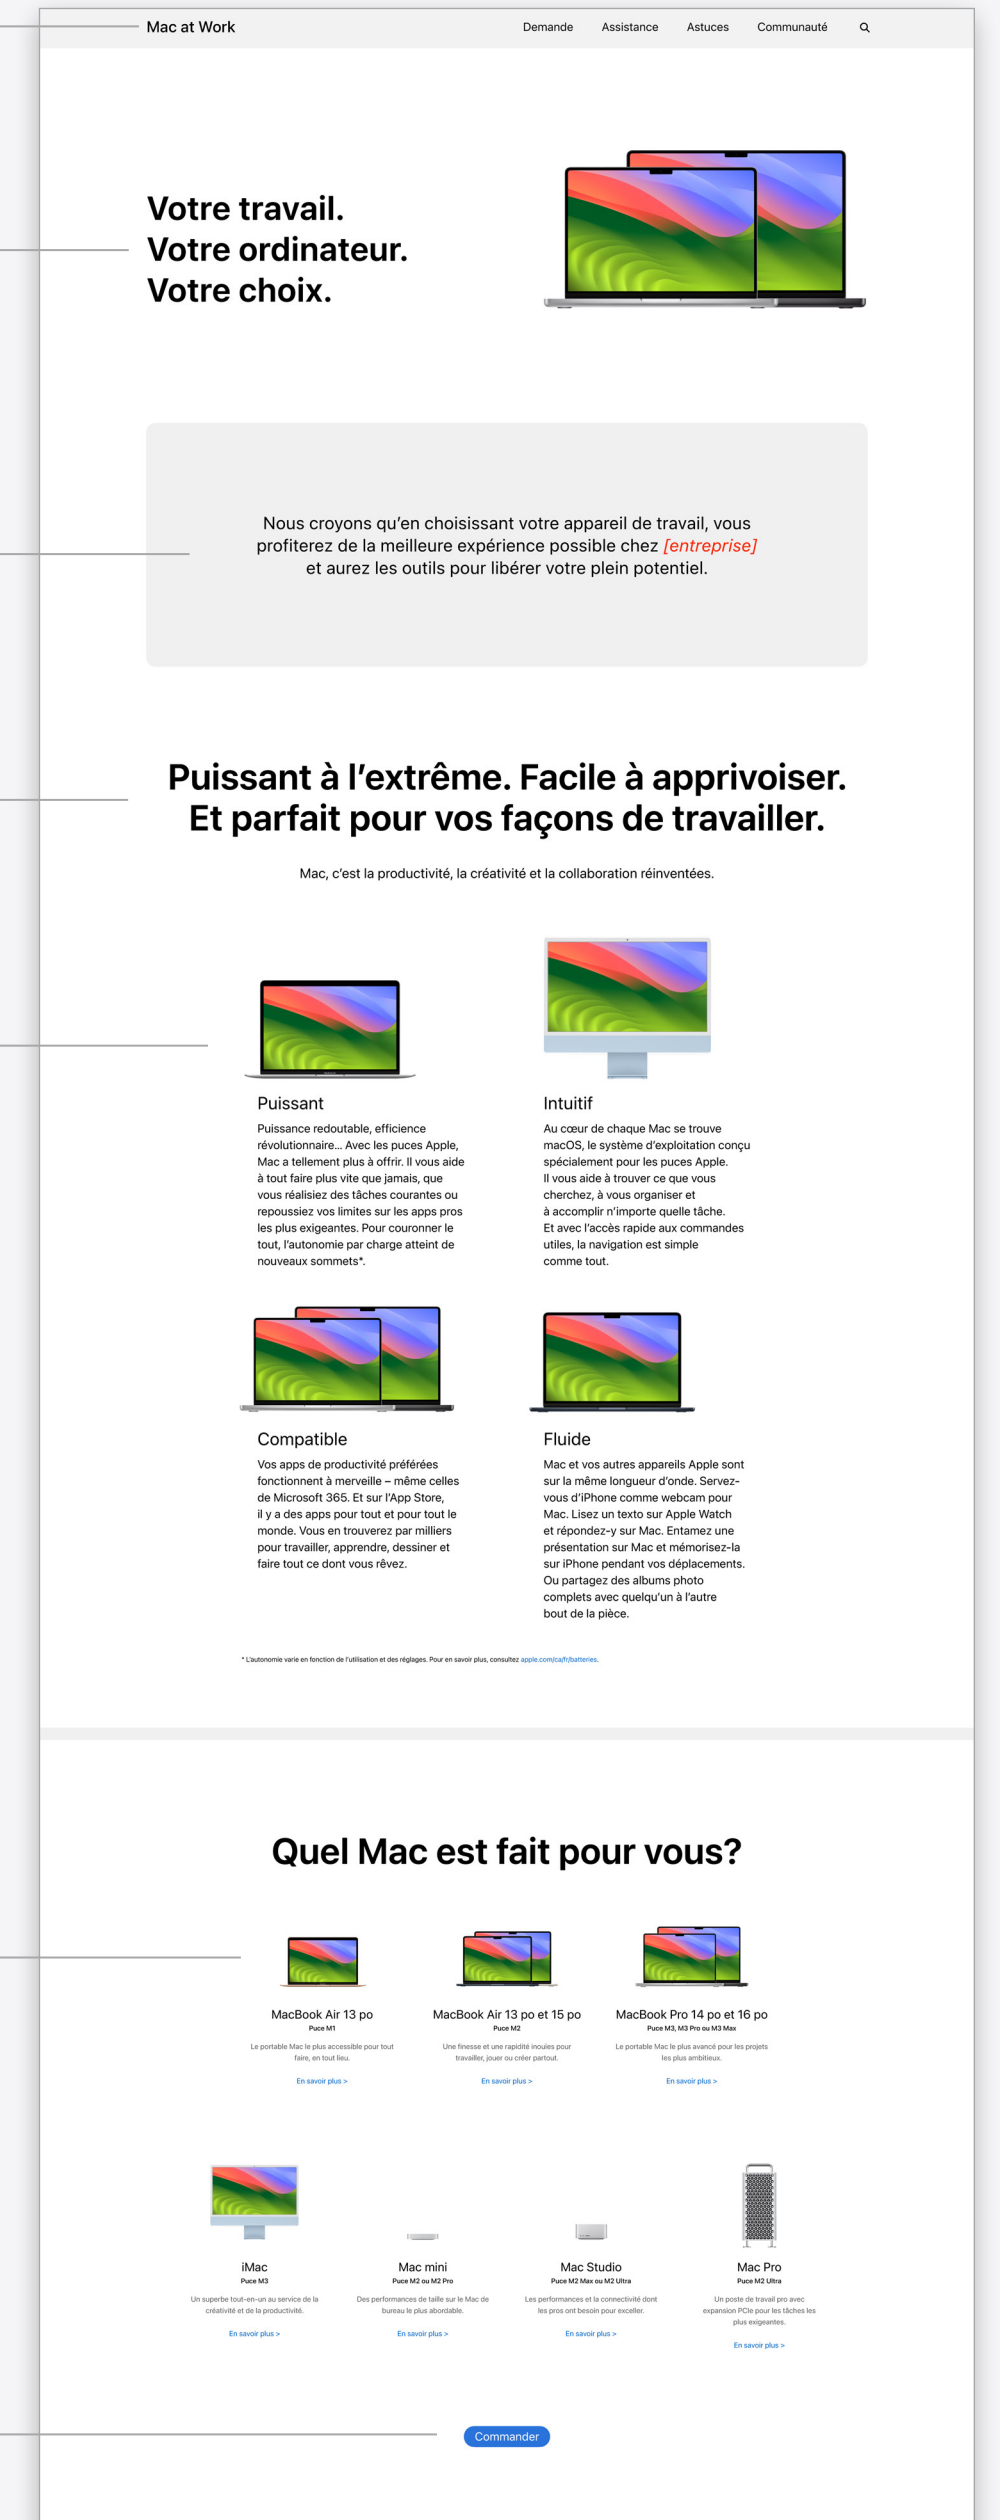 Mac at Work
Demande
Assistance
Astuces
Communauté
Votre travail.
Votre ordinateur.
Votre choix.
Nous croyons qu’en choisissant votre appareil de travail, vous
profiterez de la meilleure expérience possible chez [entreprise]
et aurez les outils pour libérer votre plein potentiel.
Puissant à l’extrême. Facile à apprivoiser.
Et parfait pour vos façons de travailler.
Mac, c’est la productivité, la créativité et la collaboration réinventées.
Puissant
Puissance redoutable, efficience
révolutionnaire... Avec les puces Apple,
Mac a tellement plus à offrir. Il vous aide
à tout faire plus vite que jamais, que
vous réalisiez des tâches courantes ou
repoussiez vos limites sur les apps pros
les plus exigeantes. Pour couronner le
tout, l’autonomie par charge atteint de
nouveaux sommets*.
Intuitif
Au cœur de chaque Mac se trouve
macOS, le système d’exploitation conçu
spécialement pour les puces Apple.
Il vous aide à trouver ce que vous
cherchez, à vous organiser et
à accomplir n’importe quelle tâche.
Et avec l’accès rapide aux commandes
utiles, la navigation est simple
comme tout.
Compatible
Vos apps de productivité préférées
fonctionnent à merveille – même celles
de Microsoft 365. Et sur l’App Store,
il y a des apps pour tout et pour tout le
monde. Vous en trouverez par milliers
pour travailler, apprendre, dessiner et
faire tout ce dont vous rêvez.
Fluide
Mac et vos autres appareils Apple sont
sur la même longueur d’onde. Servez-
vous d’iPhone comme webcam pour
Mac. Lisez un texto sur Apple Watch
et répondez-y sur Mac. Entamez une
présentation sur Mac et mémorisez-la
sur iPhone pendant vos déplacements.
Ou partagez des albums photo
complets avec quelqu’un à l’autre
bout de la pièce.
* L’autonomie varie en fonction de l’utilisation et des réglages. Pour en savoir plus, consultez apple.com/ca/fr/batteries.
Quel Mac est fait pour vous?
MacBook Air 13 po
Puce M1
Le portable Mac le plus accessible pour tout
faire, en tout lieu.
En savoir plus >
MacBook Air 13 po et 15 po
Puce M2
Une finesse et une rapidité inouïes pour
travailler, jouer ou créer partout.
En savoir plus >
MacBook Pro 14 po et 16 po
Puce M3, M3 Pro ou M3 Max
Le portable Mac le plus avancé pour les projets
les plus ambitieux.
En savoir plus >
iMac
Puce M3
Un superbe tout-en-un au service de la
créativité et de la productivité.
En savoir plus >
Mac mini
Puce M2 ou M2 Pro
Des performances de taille sur le Mac de
bureau le plus abordable.
En savoir plus >
Mac Studio
Puce M2 Max ou M2 Ultra
Les performances et la connectivité dont
les pros ont besoin pour exceller.
En savoir plus >
Mac Pro
Puce M2 Ultra
Un poste de travail pro avec
expansion PCIe pour les tâches les
plus exigeantes.
En savoir plus >
Commander